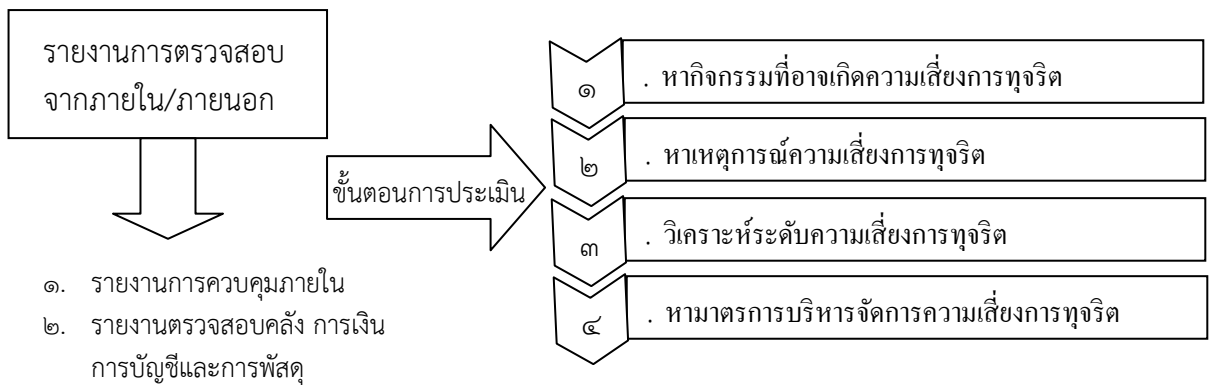 รายงานการตรวจสอบ
จากภายใน/ภายนอก
๑. รายงานการควบคุมภายใน
๒. รายงานตรวจสอบคลัง การเงิน
การบัญชีและการพัสดุ
ขั้นตอนการประเมิน
๑ . หากิจกรรมที่อาจเกิดความเสี่ยงการทุจริต
๒ . หาเหตุการณ์ความเสี่ยงการทุจริต
๓ . วิเคราะห์ระดับความเสี่ยงการทุจริต
๔ . หามาตรการบริหารจัดการความเสี่ยงการทุจริต